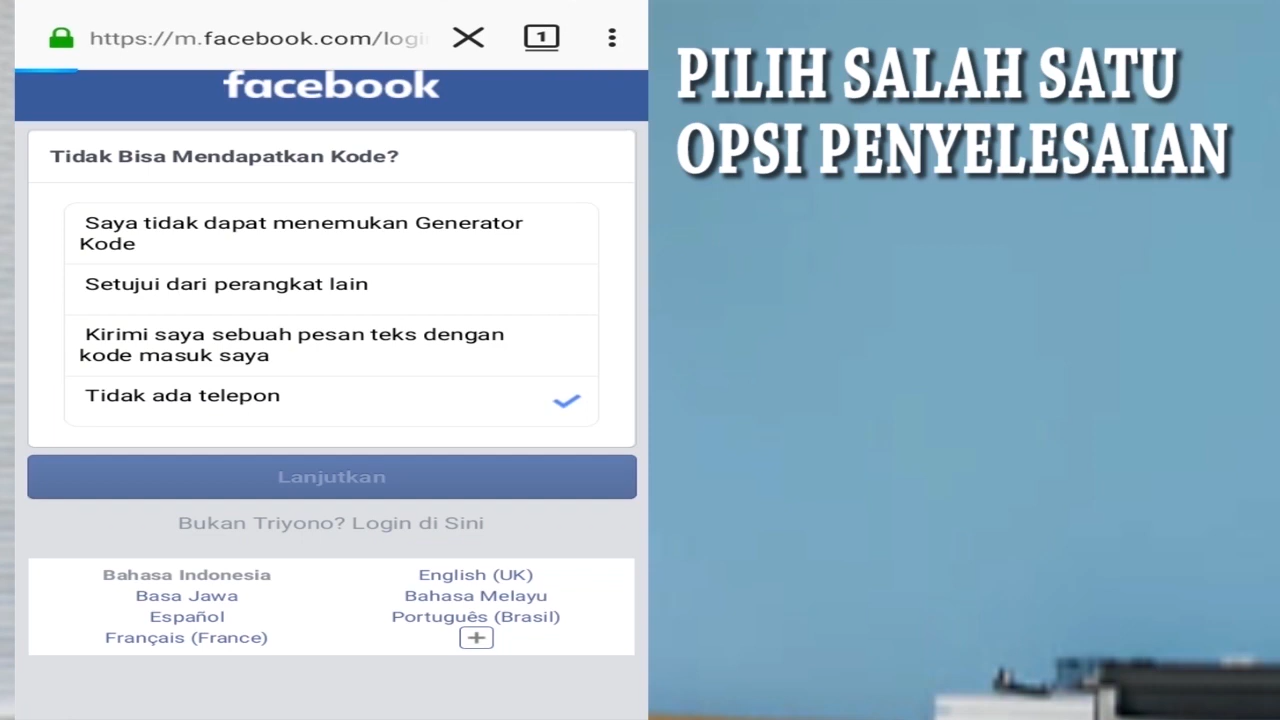 https://m.facebook.com/logi
1
facebook
Tidak Bisa Mendapatkan Kode?
Saya tidak dapat menemukan Generator
Kode
Setujui dari perangkat lain
Kirimi saya sebuah pesan teks dengan
kode masuk saya
Tidak ada telepon
Lanjutkan
Bukan Triyono? Login di Sini
Bahasa Indonesia
English (UK)
Basa Jawa
Bahasa Melayu
Español
Português (Brasil)
Français (France)
PILIH SALAH SATU
OPSI PENYELESAIAN